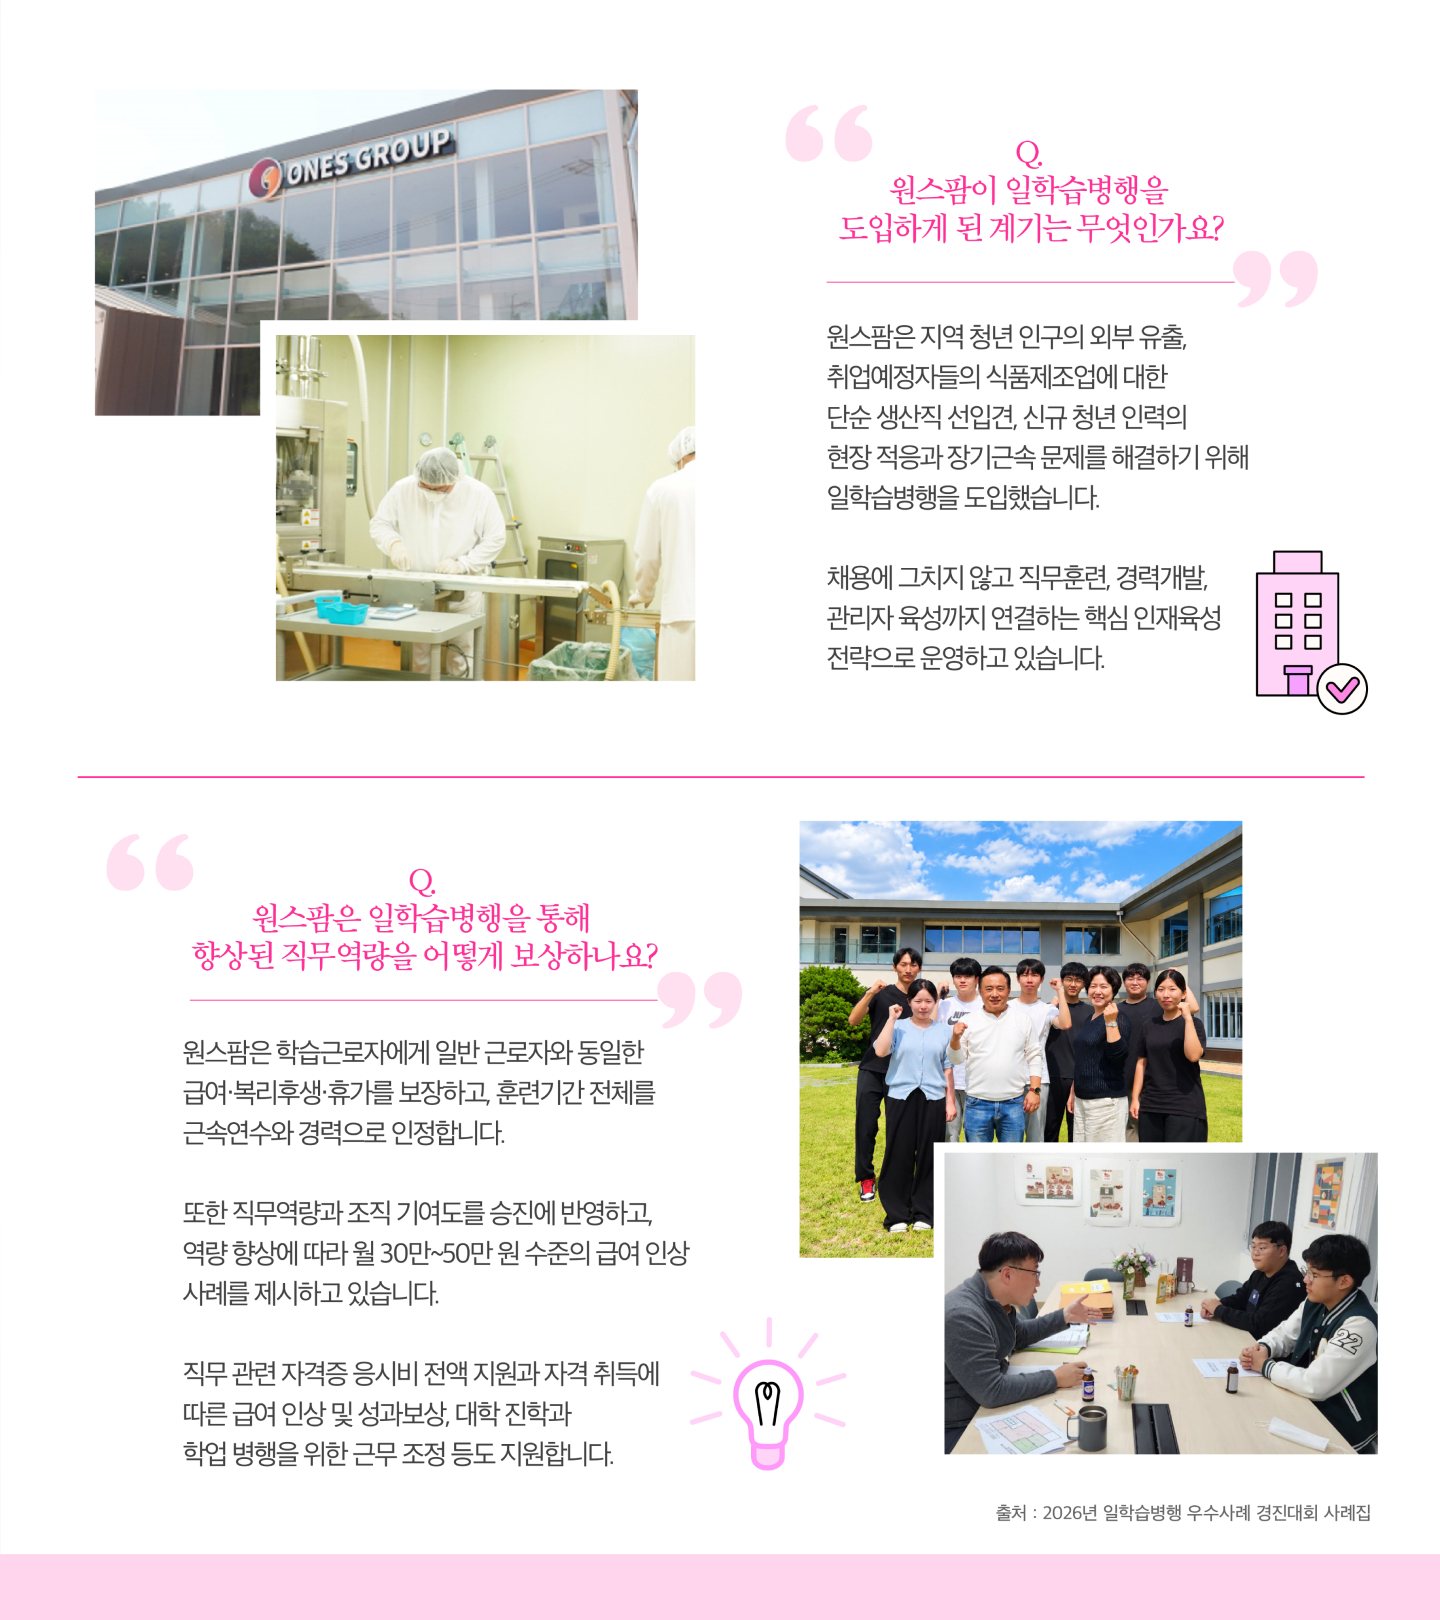 ONES GROUP
Q.
원스팜이 일학습병행을
도입하게 된 계기는 무엇인가요?
원스팜은 지역 청년 인구의 외부 유출,
취업예정자들의 식품제조업에 대한
단순 생산직 선입견, 신규 청년 인력의
현장 적응과 장기근속 문제를 해결하기 위해
일학습병행을 도입했습니다.
채용에 그치지 않고 직무훈련, 경력개발,
관리자 육성까지 연결하는 핵심 인재육성
전략으로 운영하고 있습니다.
Q.
원스팜은 일학습병행을 통해
향상된 직무역량을 어떻게 보상하나요?
원스팜은 학습근로자에게 일반 근로자와 동일한
급여·복리후생·휴가를 보장하고, 훈련기간 전체를
근속연수와 경력으로 인정합니다.
또한 직무역량과 조직 기여도를 승진에 반영하고,
역량 향상에 따라 월 30만~50만 원 수준의 급여 인상
사례를 제시하고 있습니다.
직무 관련 자격증 응시비 전액 지원과 자격 취득에
따른 급여 인상 및 성과보상, 대학 진학과
학업 병행을 위한 근무 조정 등도 지원합니다.
22
출처 : 2026년 일학습병행 우수사례 경진대회 사례집